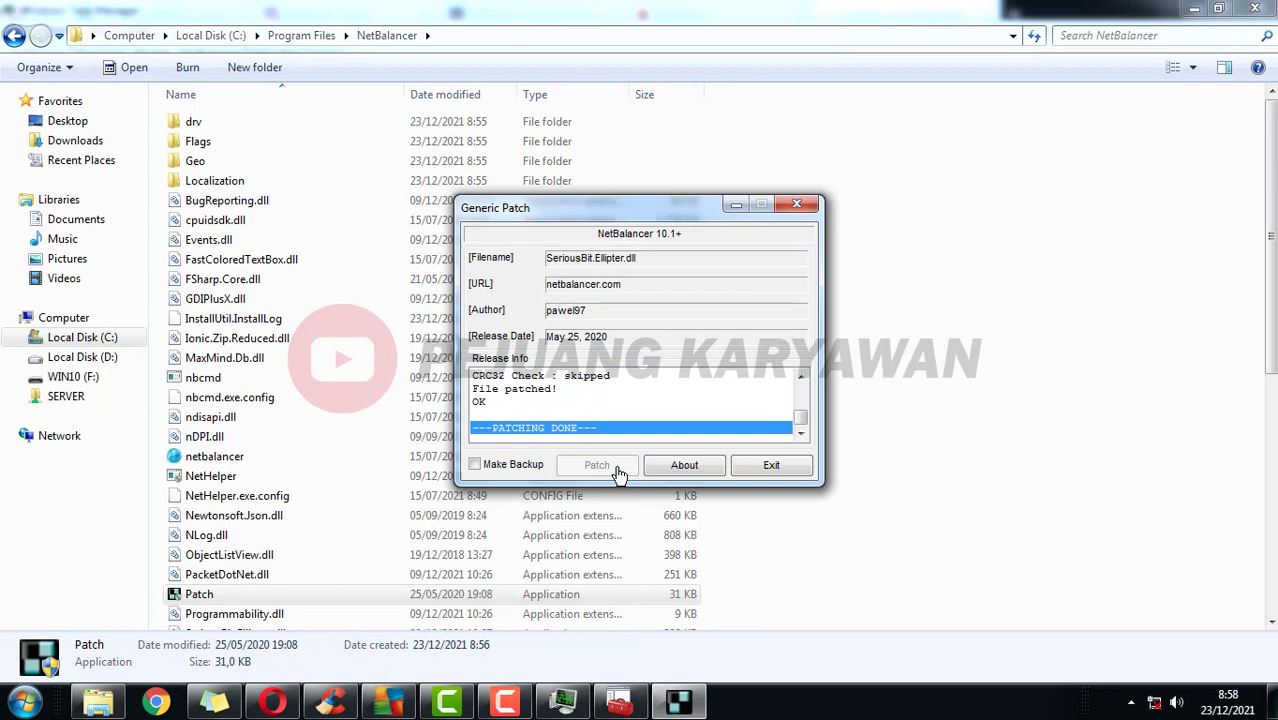 Computer ▸ Local Disk (C:) ▸ Program Files ▸ NetBalancer ▸
Search NetBalancer
Organize Open Burn New folder
Favorites
Desktop
Downloads
Recent Places
Libraries
Documents
Music
Pictures
Videos
Computer
Local Disk (C:)
Local Disk (D:)
WIN10 (F:)
SERVER
Network
Name Date modified Type Size
drv 23/12/2021 8:55 File folder
Flags 23/12/2021 8:55 File folder
Geo 23/12/2021 8:55 File folder
Localization 23/12/2021 8:55 File folder
BugReporting.dll
cpuidsdk.dll
Events.dll
FastColoredTextBox.dll
FSharp.Core.dll
GDIPlusX.dll
InstallUtil.InstallLog
Ionic.Zip.Reduced.dll
MaxMind.Db.dll
nbcmd
nbcmd.exe.config
ndisapi.dll
nDPI.dll
netbalancer
NetHelper
NetHelper.exe.config 15/07/2021 8:49 CONFIG File 1 KB
Newtonsoft.Json.dll 05/09/2019 8:24 Application extens... 660 KB
NLog.dll 05/09/2019 8:24 Application extens... 808 KB
ObjectListView.dll 19/12/2018 13:27 Application extens... 398 KB
PacketDotNet.dll 09/12/2021 10:26 Application extens... 251 KB
Patch 25/05/2020 19:08 Application 31 KB
Programmability.dll 09/12/2021 10:26 Application extens... 9 KB
Generic Patch
NetBalancer 10.1+
[Filename] SeriousBit.Ellipter.dll
[URL] netbalancer.com
[Author] pawel97
[Release Date] May 25, 2020
Release Info
CRC32 Check : skipped
File patched!
OK
---PATCHING DONE---
Make Backup Patch About Exit
PEJUANG KARYAWAN
Patch Date modified: 25/05/2020 19:08 Date created: 23/12/2021 8:56
Application Size: 31,0 KB
8:58
23/12/2021